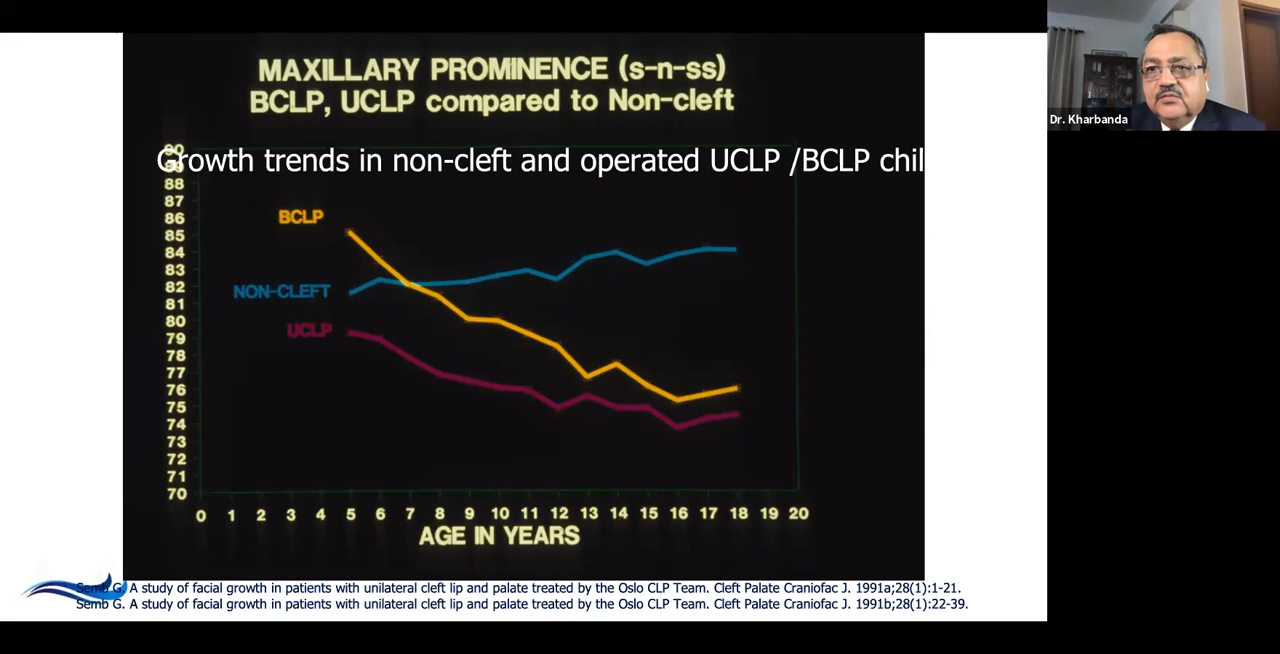 MAXILLARY PROMINENCE (s-n-ss)
BCLP, UCLP compared to Non-cleft
Growth trends in non-cleft and operated UCLP /BCLP chil
90
89
88
87
86
85
84
83
82
81
80
79
78
77
76
75
74
73
72
71
70
BCLP
NON-CLEFT
UCLP
0 1 2 3 4 5 6 7 8 9 10 11 12 13 14 15 16 17 18 19 20
AGE IN YEARS
Semb G. A study of facial growth in patients with unilateral cleft lip and palate treated by the Oslo CLP Team. Cleft Palate Craniofac J. 1991a;28(1):1-21.
Semb G. A study of facial growth in patients with unilateral cleft lip and palate treated by the Oslo CLP Team. Cleft Palate Craniofac J. 1991b;28(1):22-39.
Dr. Kharbanda